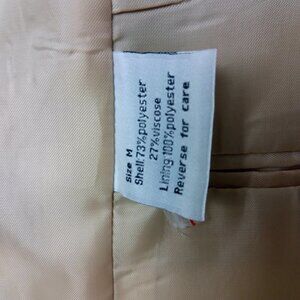 Size M
Shell:73%polyester
27%viscose
Lining:100%polyester
Reverse for care